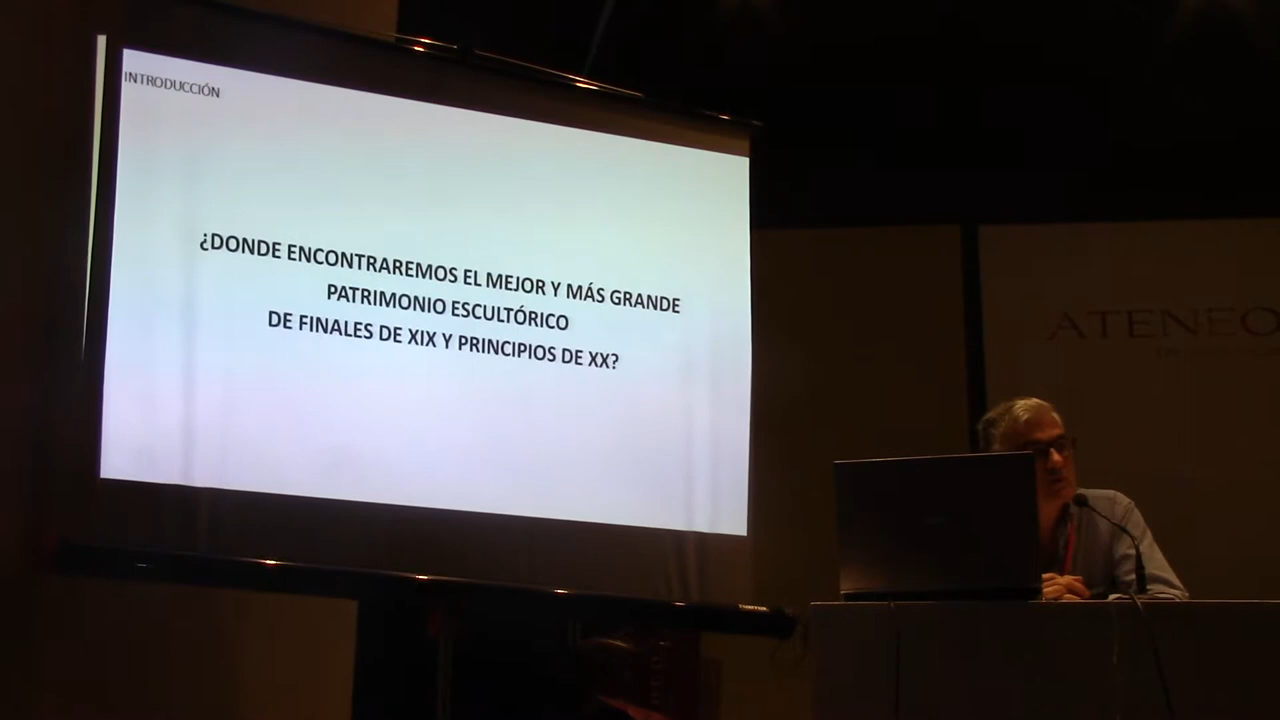 INTRODUCCIÓN
¿DONDE ENCONTRAREMOS EL MEJOR Y MÁS GRANDE
PATRIMONIO ESCULTÓRICO
DE FINALES DE XIX Y PRINCIPIOS DE XX?
ATENEO